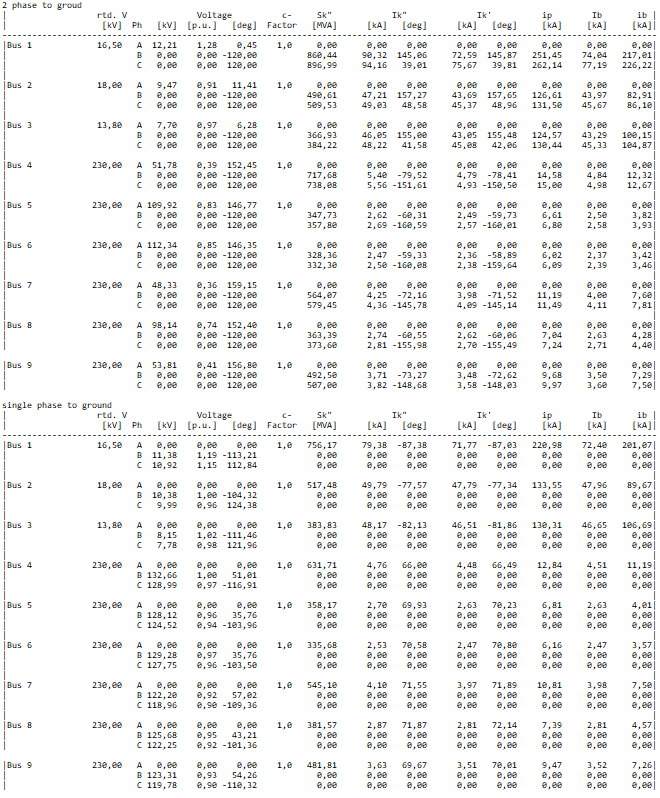 2 phase to groud
rtd. V Voltage c- Sk" Ik" Ik' ip Ib ib
[kV] Ph [kV] [p.u.] [deg] Factor [MVA] [kA] [deg] [kA] [deg] [kA] [kA] [kA]
Bus 1 16,50 A 12,21 1,28 0,45 1,0 0,00 0,00 0,00 0,00 0,00 0,00 0,00 0,00
B 0,00 0,00 -120,00 860,44 90,32 145,06 72,59 145,87 251,45 74,04 217,01
C 0,00 0,00 120,00 896,99 94,16 39,01 75,67 39,81 262,14 77,19 226,22
Bus 2 18,00 A 9,47 0,91 11,41 1,0 0,00 0,00 0,00 0,00 0,00 0,00 0,00 0,00
B 0,00 0,00 -120,00 490,61 47,21 157,27 43,69 157,65 126,61 43,97 82,91
C 0,00 0,00 120,00 509,53 49,03 48,58 45,37 48,96 131,50 45,67 86,10
Bus 3 13,80 A 7,70 0,97 6,28 1,0 0,00 0,00 0,00 0,00 0,00 0,00 0,00 0,00
B 0,00 0,00 -120,00 366,93 46,05 155,00 43,05 155,48 124,57 43,29 100,15
C 0,00 0,00 120,00 384,22 48,22 41,58 45,08 42,06 130,44 45,33 104,87
Bus 4 230,00 A 51,78 0,39 152,45 1,0 0,00 0,00 0,00 0,00 0,00 0,00 0,00 0,00
B 0,00 0,00 -120,00 717,68 5,40 -79,52 4,79 -78,41 14,58 4,84 12,32
C 0,00 0,00 120,00 738,08 5,56 -151,61 4,93 -150,50 15,00 4,98 12,67
Bus 5 230,00 A 109,92 0,83 146,77 1,0 0,00 0,00 0,00 0,00 0,00 0,00 0,00 0,00
B 0,00 0,00 -120,00 347,73 2,62 -60,31 2,49 -59,73 6,61 2,50 3,82
C 0,00 0,00 120,00 357,80 2,69 -160,59 2,57 -160,01 6,80 2,58 3,93
Bus 6 230,00 A 112,34 0,85 146,35 1,0 0,00 0,00 0,00 0,00 0,00 0,00 0,00 0,00
B 0,00 0,00 -120,00 328,36 2,47 -59,33 2,36 -58,89 6,02 2,37 3,42
C 0,00 0,00 120,00 332,30 2,50 -160,08 2,38 -159,64 6,09 2,39 3,46
Bus 7 230,00 A 48,33 0,36 159,15 1,0 0,00 0,00 0,00 0,00 0,00 0,00 0,00 0,00
B 0,00 0,00 -120,00 564,07 4,25 -72,16 3,98 -71,52 11,19 4,00 7,60
C 0,00 0,00 120,00 579,45 4,36 -145,78 4,09 -145,14 11,49 4,11 7,81
Bus 8 230,00 A 98,14 0,74 152,40 1,0 0,00 0,00 0,00 0,00 0,00 0,00 0,00 0,00
B 0,00 0,00 -120,00 363,39 2,74 -60,55 2,62 -60,06 7,04 2,63 4,28
C 0,00 0,00 120,00 373,60 2,81 -155,98 2,70 -155,49 7,24 2,71 4,40
Bus 9 230,00 A 53,81 0,41 156,80 1,0 0,00 0,00 0,00 0,00 0,00 0,00 0,00 0,00
B 0,00 0,00 -120,00 492,50 3,71 -73,27 3,48 -72,62 9,68 3,50 7,29
C 0,00 0,00 120,00 507,00 3,82 -148,68 3,58 -148,03 9,97 3,60 7,50
single phase to ground
rtd. V Voltage c- Sk" Ik" Ik' ip Ib ib
[kV] Ph [kV] [p.u.] [deg] Factor [MVA] [kA] [deg] [kA] [deg] [kA] [kA] [kA]
Bus 1 16,50 A 0,00 0,00 0,00 1,0 756,17 79,38 -87,38 71,77 -87,03 220,98 72,40 201,07
B 11,38 1,19 -113,21 0,00 0,00 0,00 0,00 0,00 0,00 0,00 0,00
C 10,92 1,15 112,84 0,00 0,00 0,00 0,00 0,00 0,00 0,00 0,00
Bus 2 18,00 A 0,00 0,00 0,00 1,0 517,48 49,79 -77,57 47,79 -77,34 133,55 47,96 89,67
B 10,38 1,00 -104,32 0,00 0,00 0,00 0,00 0,00 0,00 0,00 0,00
C 9,99 0,96 124,38 0,00 0,00 0,00 0,00 0,00 0,00 0,00 0,00
Bus 3 13,80 A 0,00 0,00 0,00 1,0 383,83 48,17 -82,13 46,51 -81,86 130,31 46,65 106,69
B 8,15 1,02 -111,46 0,00 0,00 0,00 0,00 0,00 0,00 0,00 0,00
C 7,78 0,98 121,96 0,00 0,00 0,00 0,00 0,00 0,00 0,00 0,00
Bus 4 230,00 A 0,00 0,00 0,00 1,0 631,71 4,76 66,00 4,48 66,49 12,84 4,51 11,19
B 132,66 1,00 51,01 0,00 0,00 0,00 0,00 0,00 0,00 0,00 0,00
C 128,99 0,97 -116,91 0,00 0,00 0,00 0,00 0,00 0,00 0,00 0,00
Bus 5 230,00 A 0,00 0,00 0,00 1,0 358,17 2,70 69,93 2,63 70,23 6,81 2,63 4,01
B 128,12 0,96 35,76 0,00 0,00 0,00 0,00 0,00 0,00 0,00 0,00
C 124,52 0,94 -103,96 0,00 0,00 0,00 0,00 0,00 0,00 0,00 0,00
Bus 6 230,00 A 0,00 0,00 0,00 1,0 335,68 2,53 70,58 2,47 70,80 6,16 2,47 3,57
B 129,28 0,97 35,76 0,00 0,00 0,00 0,00 0,00 0,00 0,00 0,00
C 127,75 0,96 -103,50 0,00 0,00 0,00 0,00 0,00 0,00 0,00 0,00
Bus 7 230,00 A 0,00 0,00 0,00 1,0 545,10 4,10 71,55 3,97 71,89 10,81 3,98 7,50
B 122,20 0,92 57,02 0,00 0,00 0,00 0,00 0,00 0,00 0,00 0,00
C 118,96 0,90 -109,36 0,00 0,00 0,00 0,00 0,00 0,00 0,00 0,00
Bus 8 230,00 A 0,00 0,00 0,00 1,0 381,57 2,87 71,87 2,81 72,14 7,39 2,81 4,57
B 125,68 0,95 43,21 0,00 0,00 0,00 0,00 0,00 0,00 0,00 0,00
C 122,25 0,92 -101,36 0,00 0,00 0,00 0,00 0,00 0,00 0,00 0,00
Bus 9 230,00 A 0,00 0,00 0,00 1,0 481,81 3,63 69,67 3,51 70,01 9,47 3,52 7,26
B 123,31 0,93 54,26 0,00 0,00 0,00 0,00 0,00 0,00 0,00 0,00
C 119,78 0,90 -110,32 0,00 0,00 0,00 0,00 0,00 0,00 0,00 0,00